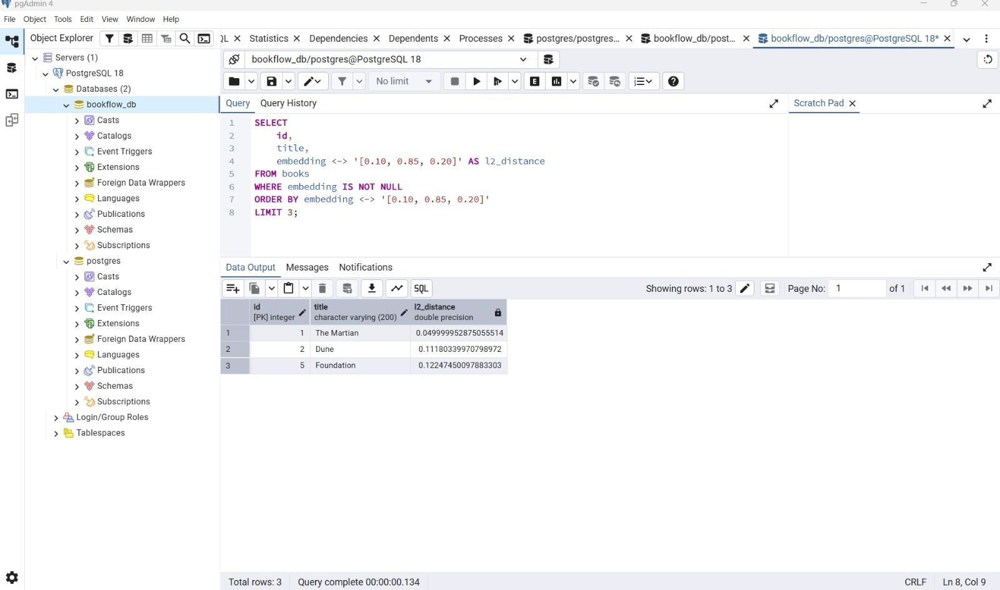 pgAdmin 4
File Object Tools Edit View Window Help
Object Explorer
QL Statistics Dependencies Dependents Processes postgres/postgres... bookflow_db/post... bookflow_db/postgres@PostgreSQL 18*
Servers (1)
PostgreSQL 18
Databases (2)
bookflow_db
Casts
Catalogs
Event Triggers
Extensions
Foreign Data Wrappers
Languages
Publications
Schemas
Subscriptions
postgres
Casts
Catalogs
Event Triggers
Extensions
Foreign Data Wrappers
Languages
Publications
Schemas
Subscriptions
Login/Group Roles
Tablespaces
bookflow_db/postgres@PostgreSQL 18
No limit E
Query Query History
Scratch Pad
1 SELECT
2 id,
3 title,
4 embedding <-> '[0.10, 0.85, 0.20]' AS l2_distance
5 FROM books
6 WHERE embedding IS NOT NULL
7 ORDER BY embedding <-> '[0.10, 0.85, 0.20]'
8 LIMIT 3;
Data Output Messages Notifications
SQL Showing rows: 1 to 3 Page No: 1 of 1
id title l2_distance
[PK] integer character varying (200) double precision
1 1 The Martian 0.049999952875055514
2 2 Dune 0.11180339970798972
3 5 Foundation 0.12247450097883303
Total rows: 3 Query complete 00:00:00.134 CRLF Ln 8, Col 9